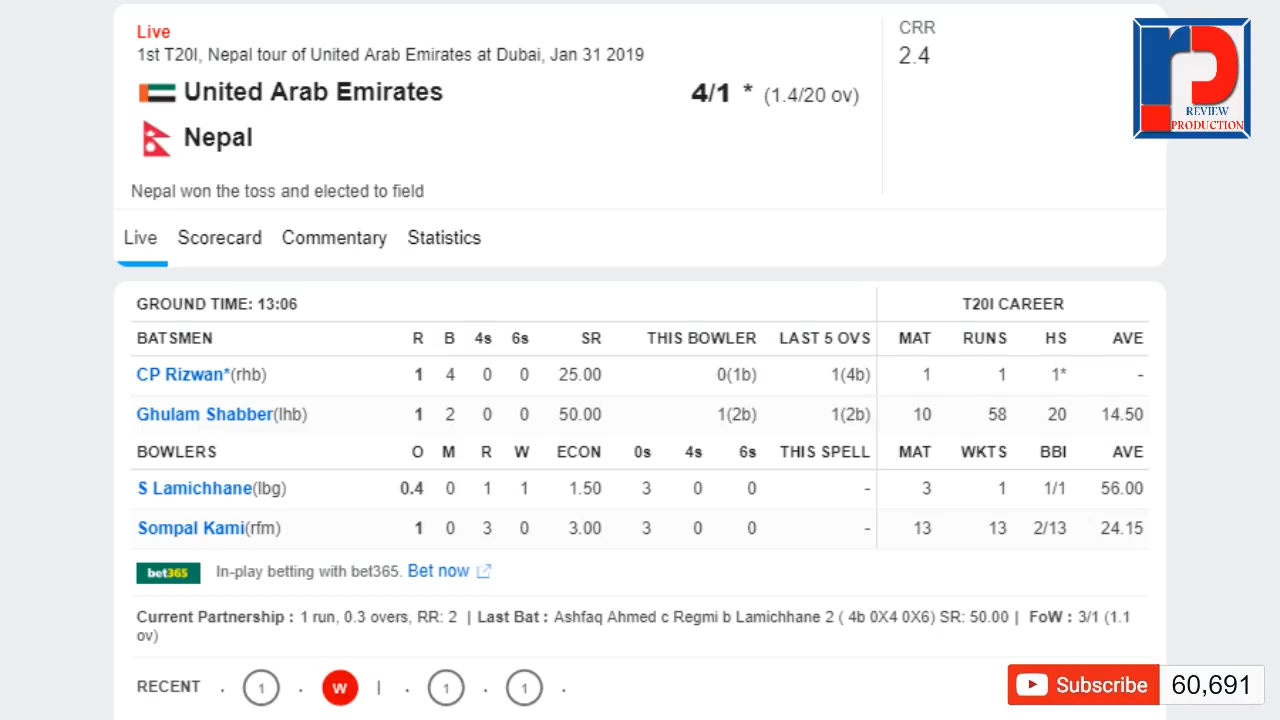 Live
1st T20I, Nepal tour of United Arab Emirates at Dubai, Jan 31 2019
United Arab Emirates 4/1 * (1.4/20 ov)
Nepal
Nepal won the toss and elected to field
CRR
2.4
REVIEW
PRODUCTION
Live Scorecard Commentary Statistics
GROUND TIME: 13:06 T20I CAREER
BATSMEN R B 4s 6s SR THIS BOWLER LAST 5 OVS MAT RUNS HS AVE
CP Rizwan*(rhb) 1 4 0 0 25.00 0(1b) 1(4b) 1 1 1* -
Ghulam Shabber(lhb) 1 2 0 0 50.00 1(2b) 1(2b) 10 58 20 14.50
BOWLERS O M R W ECON 0s 4s 6s THIS SPELL MAT WKTS BBI AVE
S Lamichhane(lbg) 0.4 0 1 1 1.50 3 0 0 - 3 1 1/1 56.00
Sompal Kami(rfm) 1 0 3 0 3.00 3 0 0 - 13 13 2/13 24.15
bet365 In-play betting with bet365. Bet now
Current Partnership : 1 run, 0.3 overs, RR: 2 | Last Bat : Ashfaq Ahmed c Regmi b Lamichhane 2 ( 4b 0X4 0X6) SR: 50.00 | FoW : 3/1 (1.1
ov)
RECENT . 1 . W | . 1 . 1 .
Subscribe 60,691